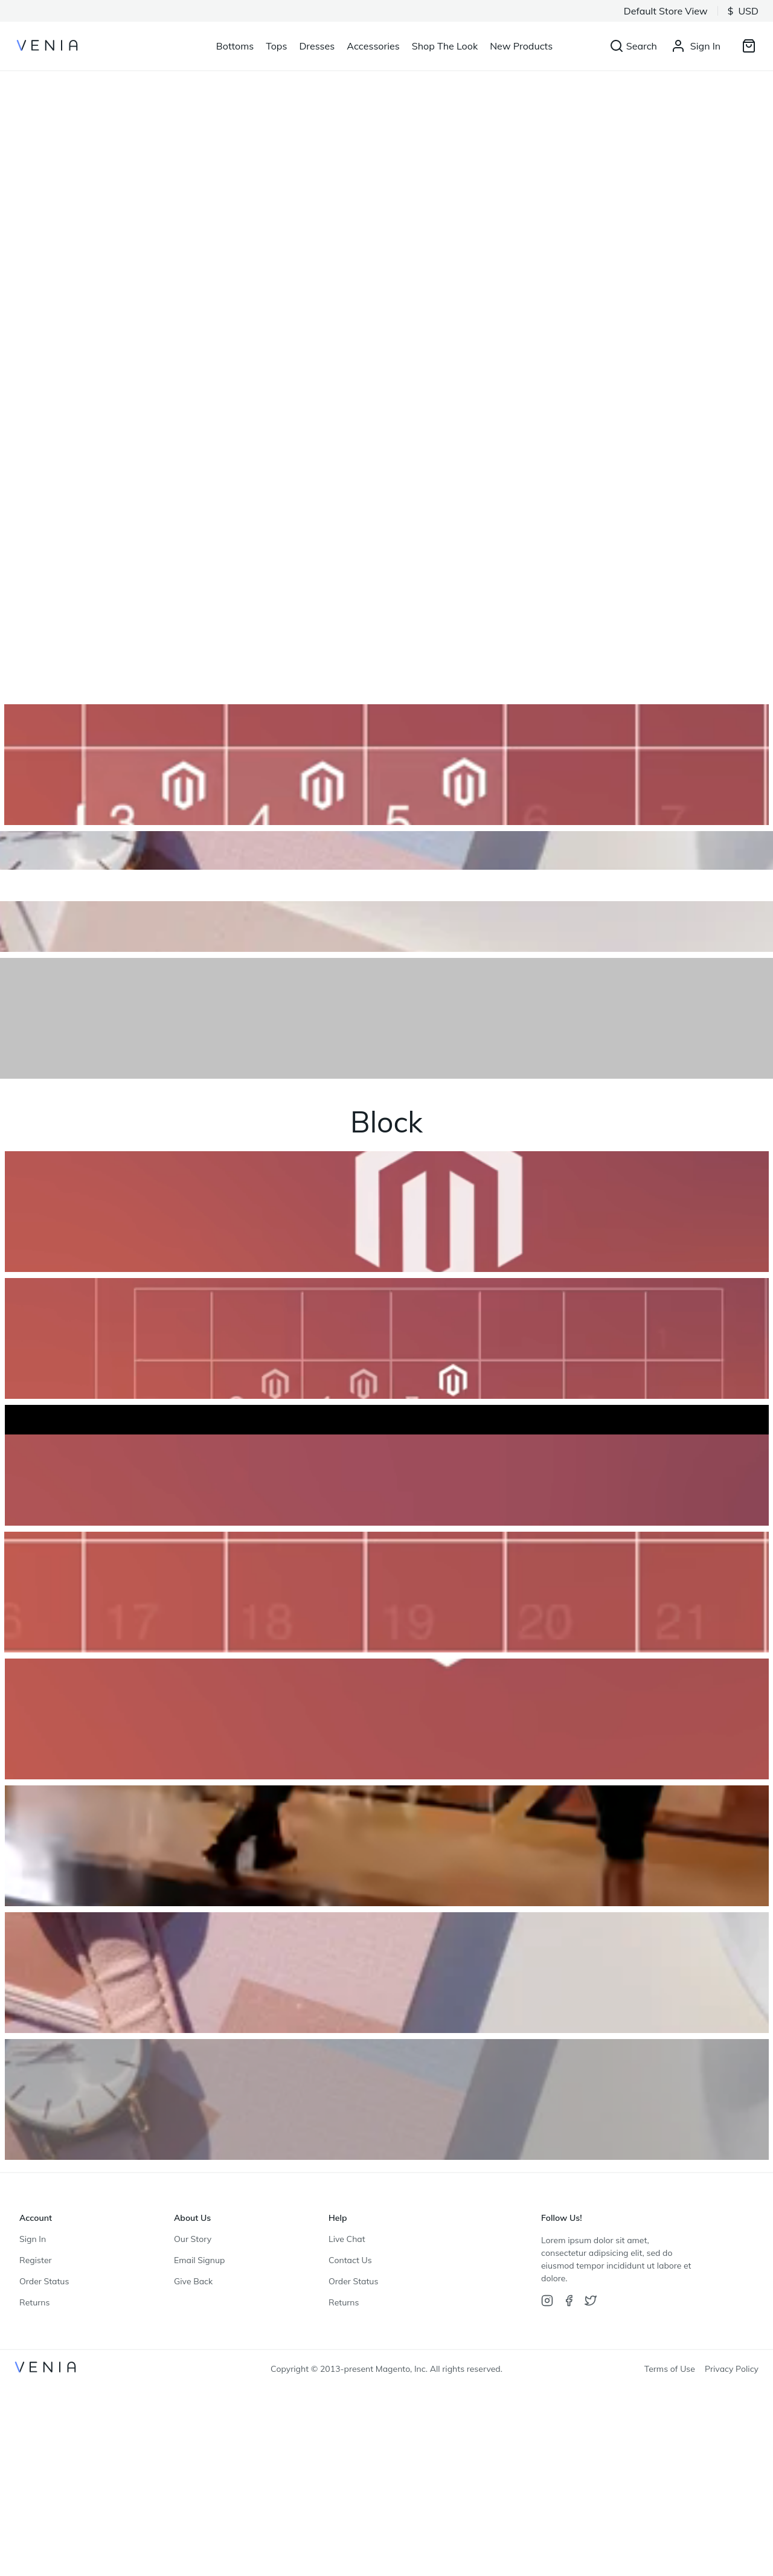 Default Store View $ USD
VENIA Bottoms Tops Dresses Accessories Shop The Look New Products Search Sign In
3 4 5 6 7
Block
17 18 19 20 21
Account
Sign In
Register
Order Status
Returns
About Us
Our Story
Email Signup
Give Back
Help
Live Chat
Contact Us
Order Status
Returns
Follow Us!
Lorem ipsum dolor sit amet,
consectetur adipsicing elit, sed do
eiusmod tempor incididunt ut labore et
dolore.
VENIA Copyright © 2013-present Magento, Inc. All rights reserved. Terms of Use Privacy Policy